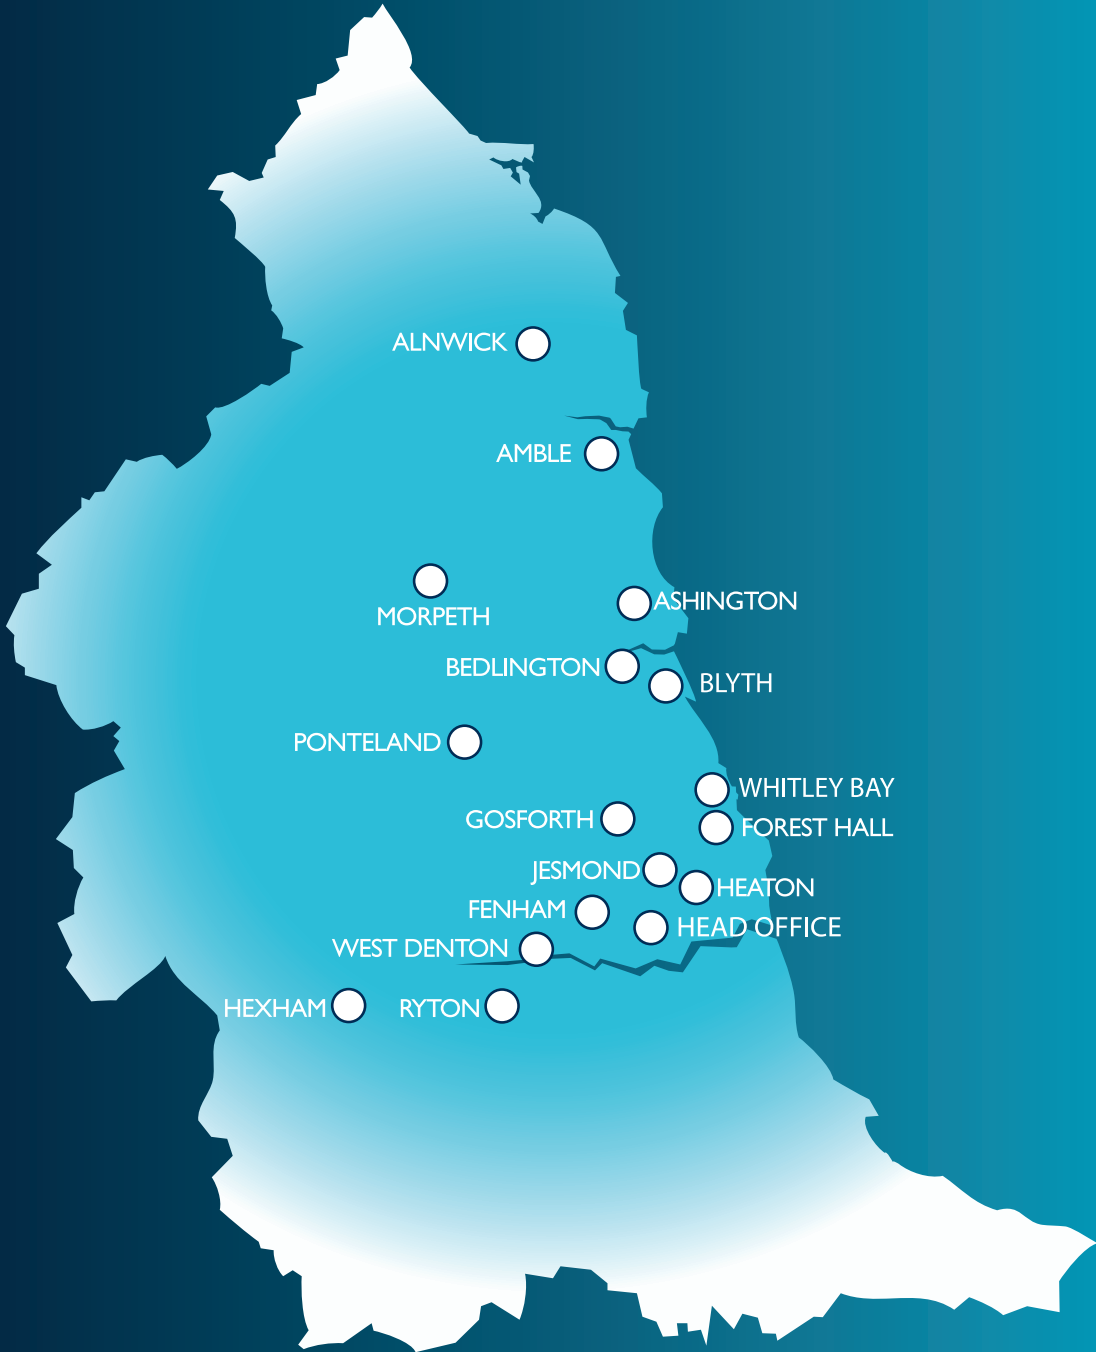 ALNWICK
AMBLE
MORPETH
ASHINGTON
BEDLINGTON
BLYTH
PONTELAND
WHITLEY BAY
GOSFORTH
FOREST HALL
JESMOND
HEATON
FENHAM
HEAD OFFICE
WEST DENTON
HEXHAM
RYTON